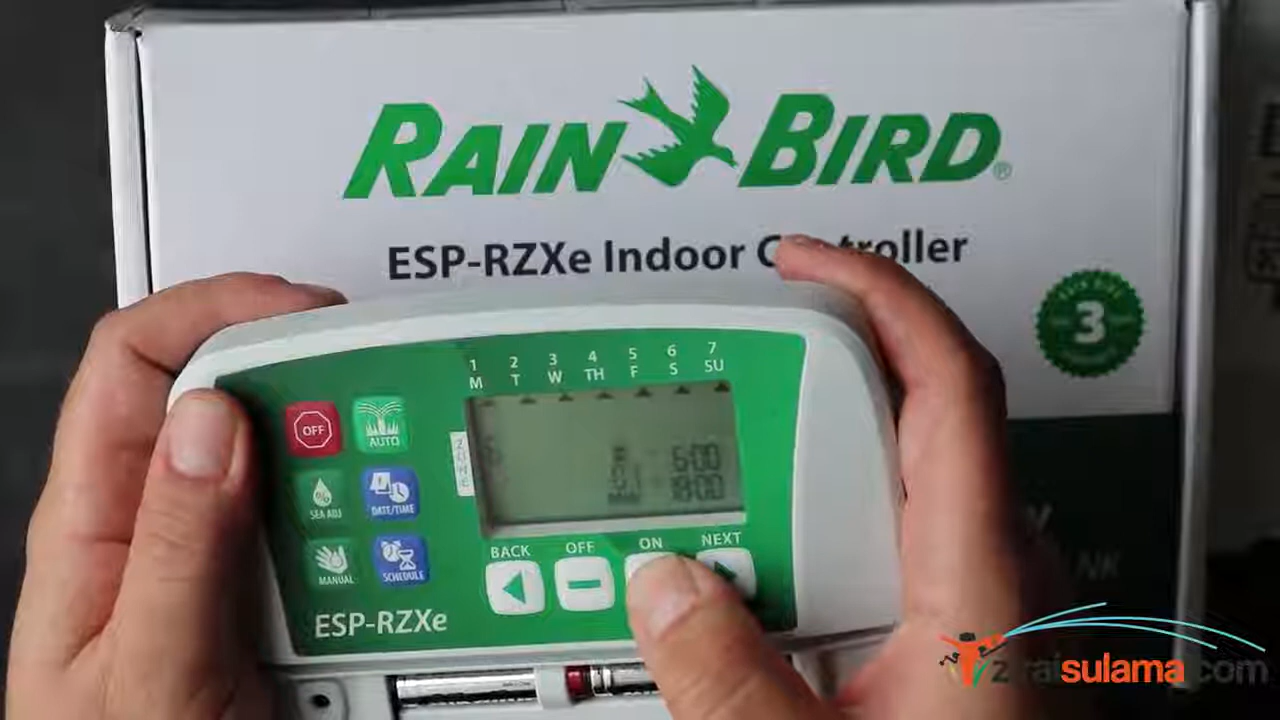 RAIN BIRD®
ESP-RZXe Indoor
3
1 2 3 4 5 6 7
M T W TH F S SU
OFF
AUTO
ZONE
6:00
18:00
SEA ADJ
DATE/TIME
MANUAL
SCHEDULE
BACK OFF ON NEXT
ESP-RZXe
sulama.com